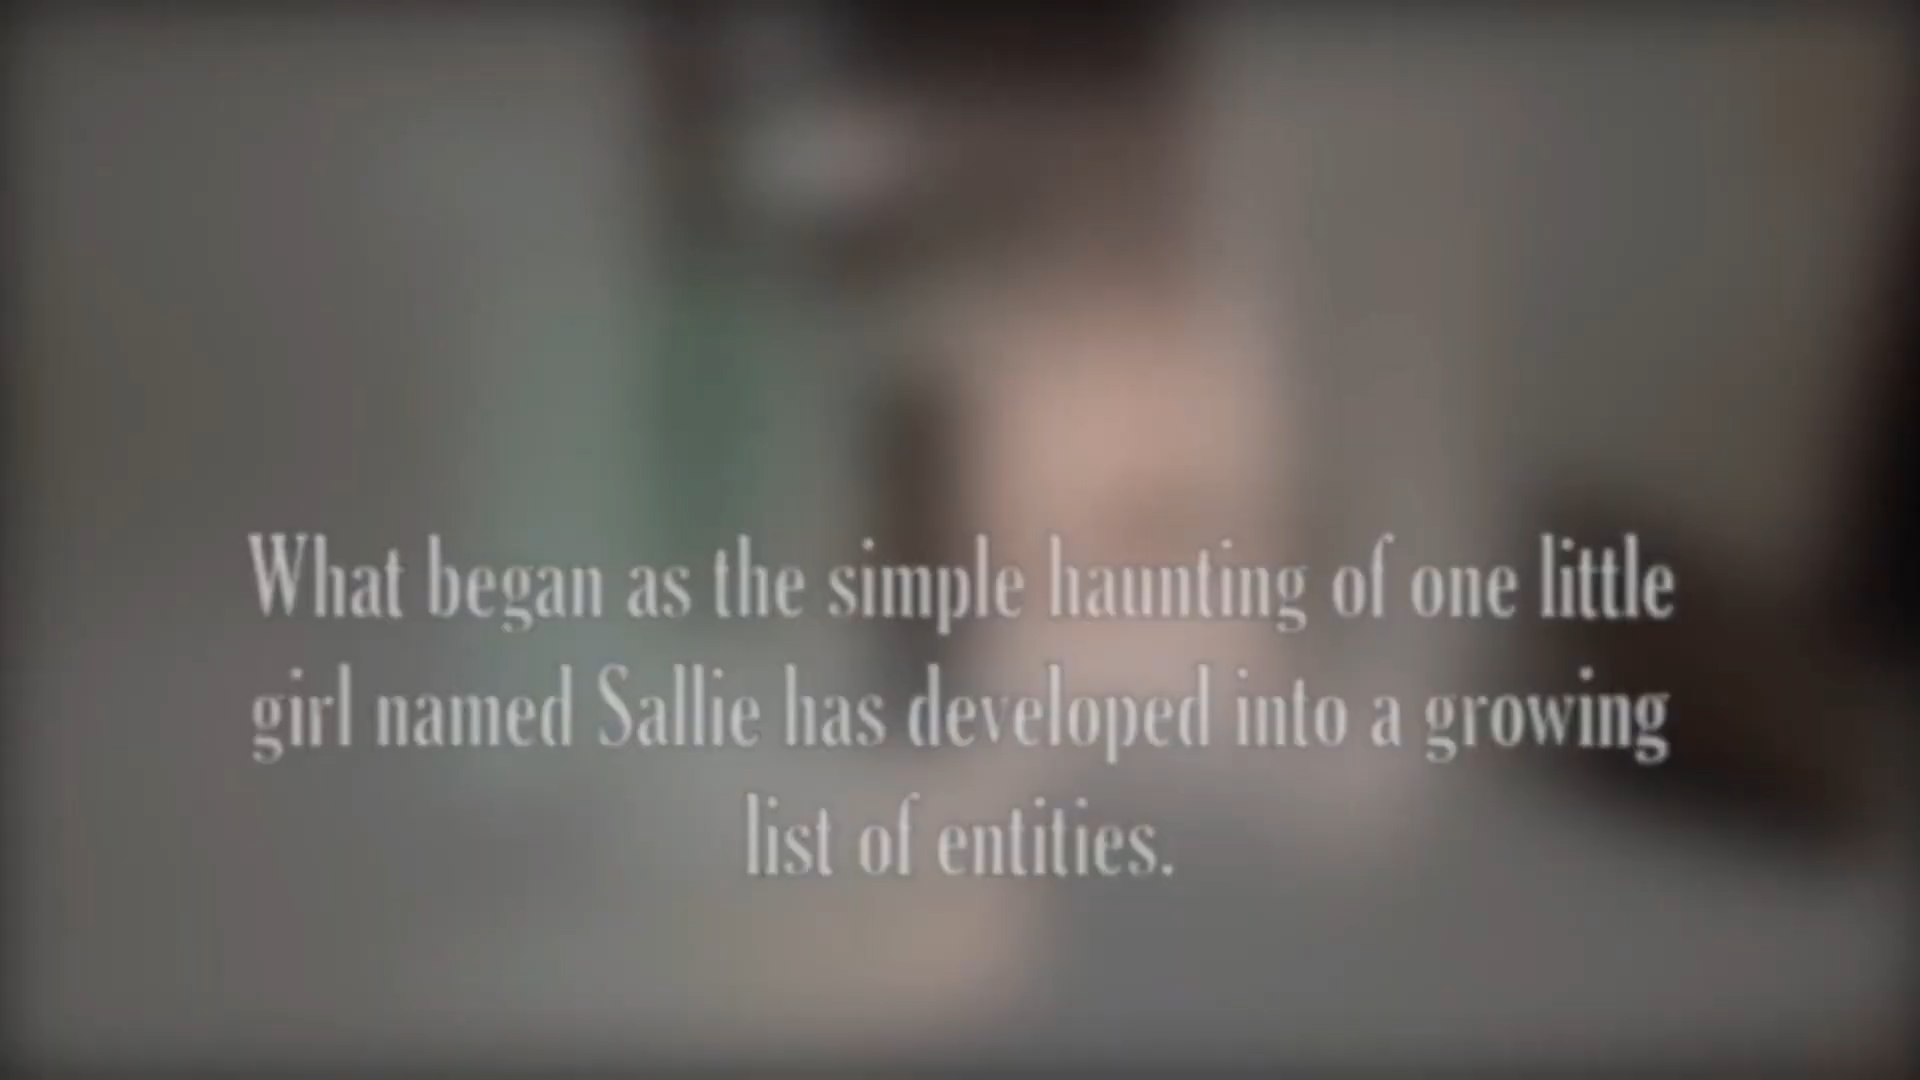 What began as the simple haunting of one little
girl named Sallie has developed into a growing
list of entities.